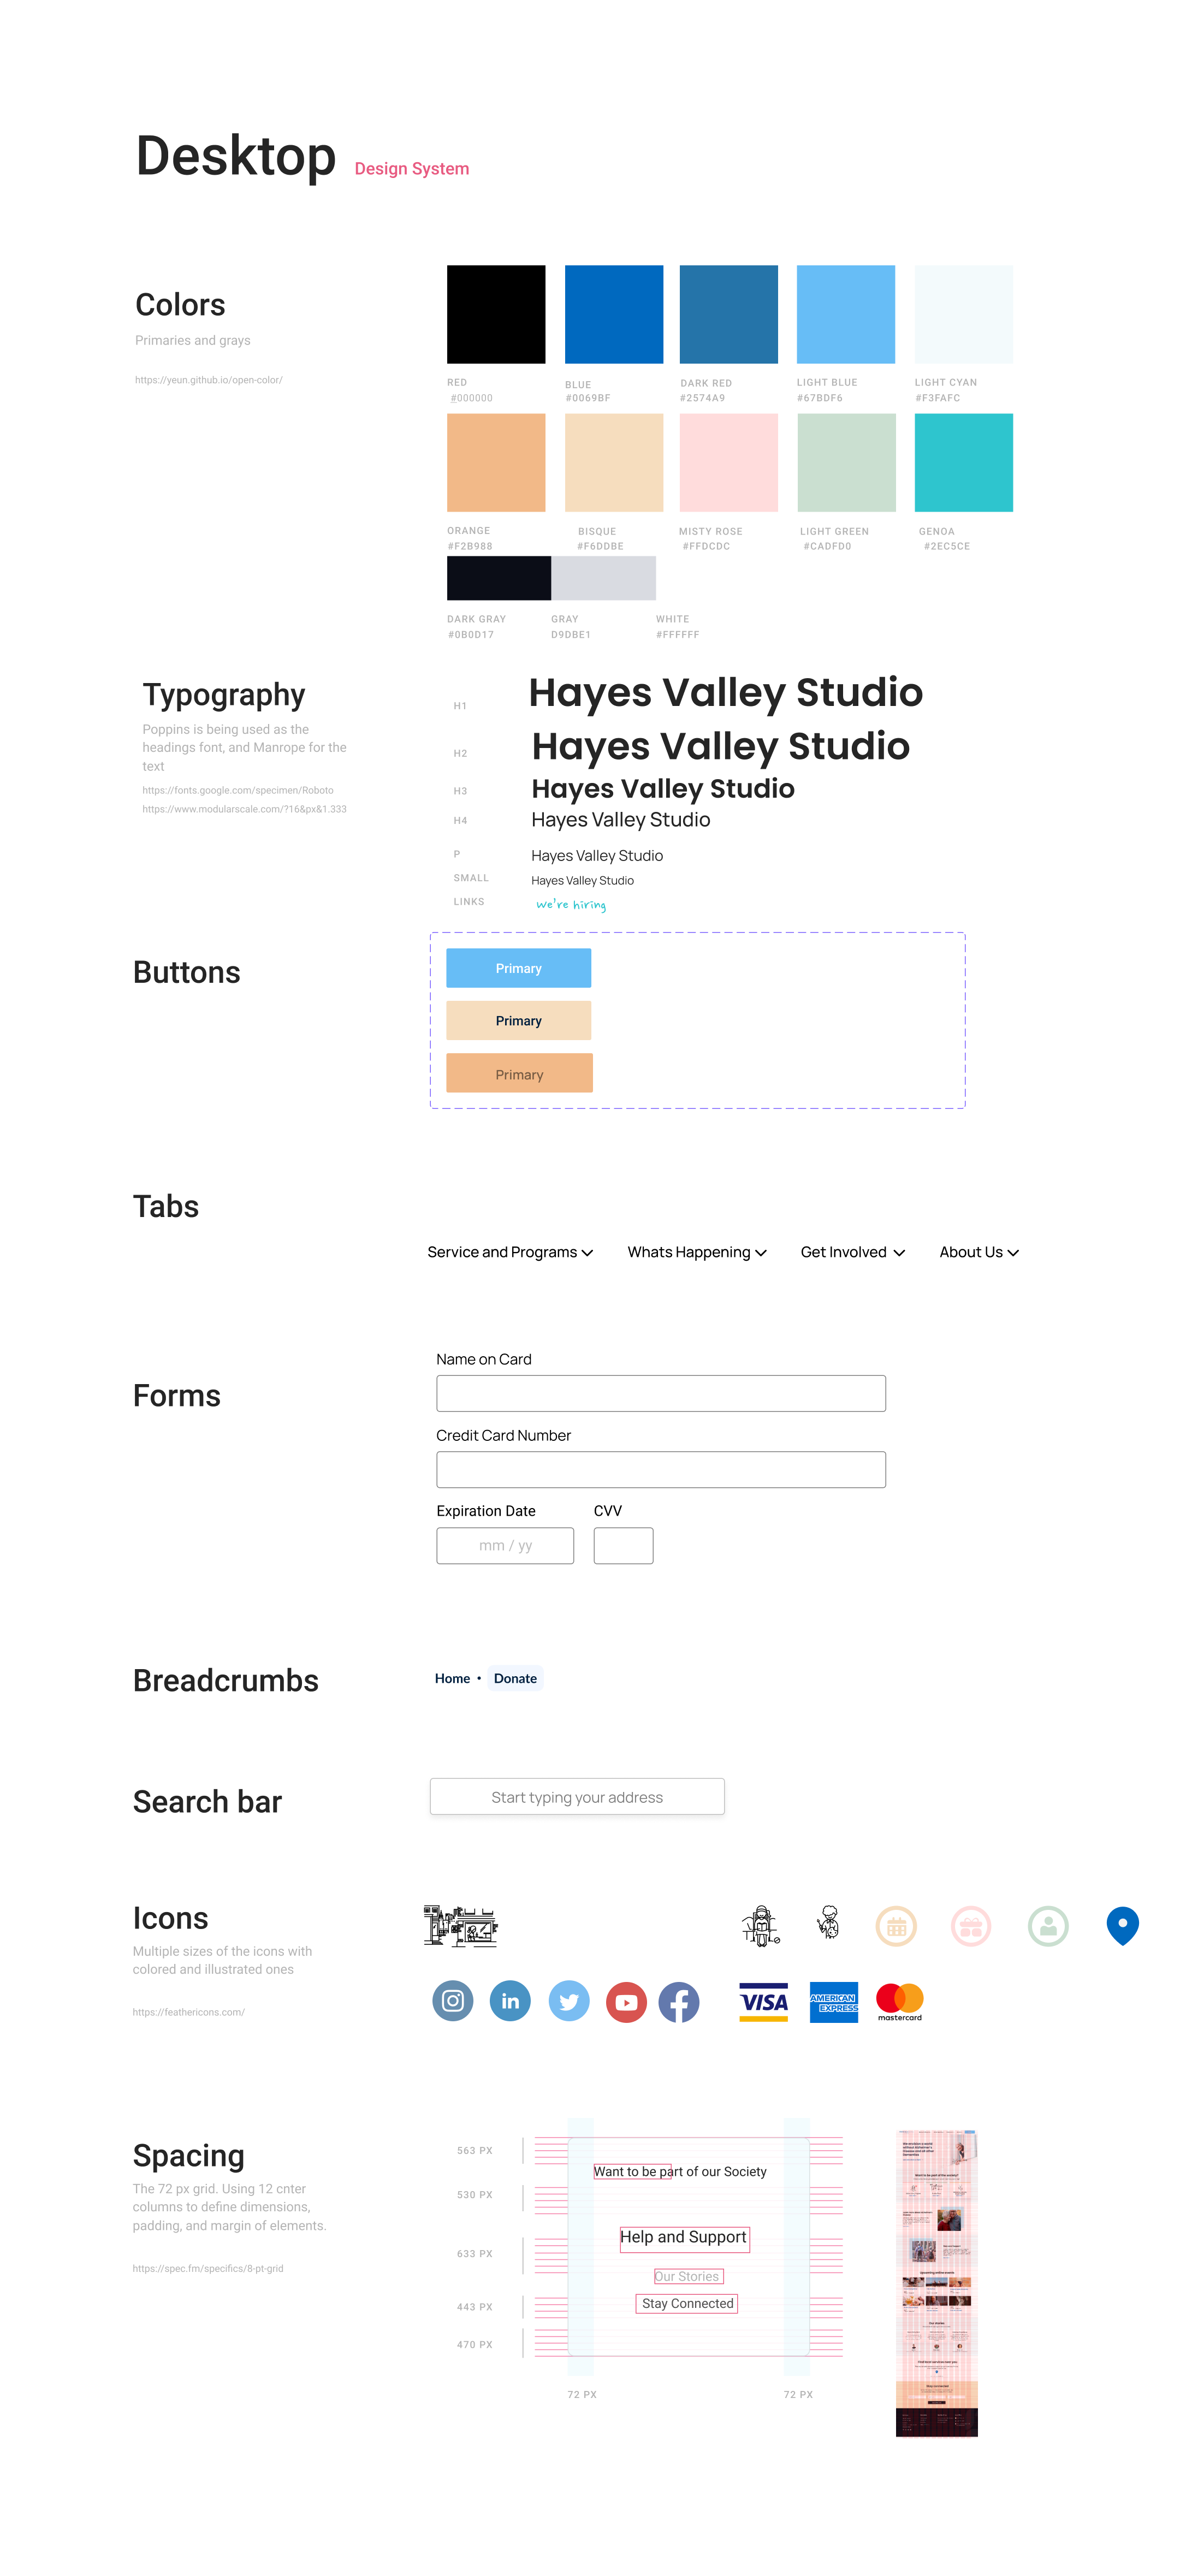 Desktop Design System
Colors
Primaries and grays
https://yeun.github.io/open-color/
RED BLUE DARK RED LIGHT BLUE LIGHT CYAN
#000000 #0069BF #2574A9 #67BDF6 #F3FAFC
ORANGE BISQUE MISTY ROSE LIGHT GREEN GENOA
#F2B988 #F6DDBE #FFDCDC #CADFD0 #2EC5CE
DARK GRAY GRAY WHITE
#0B0D17 D9DBE1 #FFFFFF
Typography
Poppins is being used as the
headings font, and Manrope for the
text
https://fonts.google.com/specimen/Roboto
https://www.modularscale.com/?16&px&1.333
H1 Hayes Valley Studio
H2 Hayes Valley Studio
H3 Hayes Valley Studio
H4 Hayes Valley Studio
P Hayes Valley Studio
SMALL Hayes Valley Studio
LINKS We're hiring
Buttons
Primary
Primary
Primary
Tabs
Service and Programs Whats Happening Get Involved About Us
Forms
Name on Card
Credit Card Number
Expiration Date CVV
mm / yy
Breadcrumbs
Home • Donate
Search bar
Start typing your address
Icons
Multiple sizes of the icons with
colored and illustrated ones
https://feathericons.com/
in
VISA
AMERICAN
EXPRESS
mastercard
Spacing
The 72 px grid. Using 12 cnter
columns to define dimensions,
padding, and margin of elements.
https://spec.fm/specifics/8-pt-grid
563 PX
530 PX
633 PX
443 PX
470 PX
Want to be part of our Society
Help and Support
Our Stories
Stay Connected
72 PX 72 PX